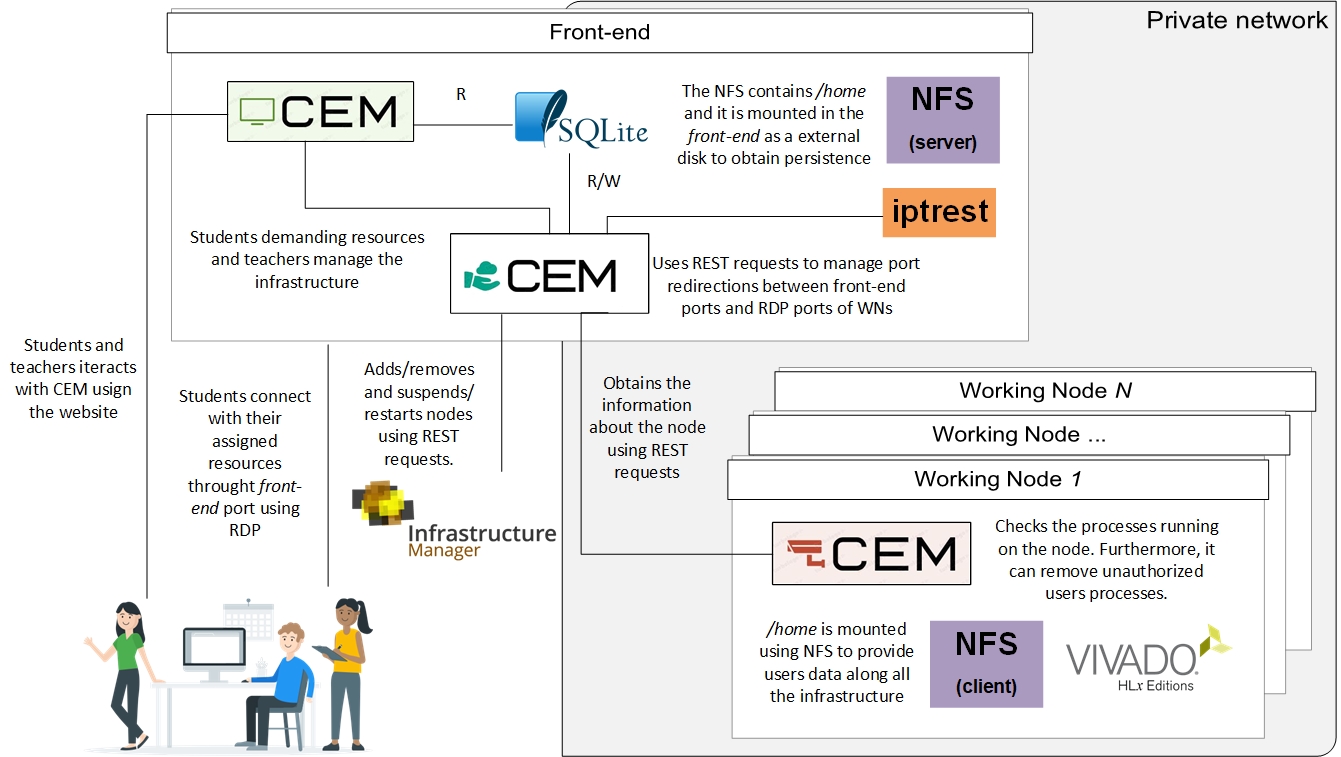 Private network
Front-end
CEM
R
SQLite
R/W
The NFS contains /home
and it is mounted in the
front-end as a external
disk to obtain persistence
NFS
(server)
iptrest
Students demanding resources
and teachers manage the
infrastructure
CEM
Uses REST requests to manage port
redirections between front-end
ports and RDP ports of WNs
Students and
teachers iteracts
with CEM usign
the website
Students connect
with their
assigned
resources
throught front-
end port using
RDP
Adds/removes
and suspends/
restarts nodes
using REST
requests.
Infrastructure
Manager
Obtains the
information
about the node
using REST
requests
Working Node N
Working Node ...
Working Node 1
CEM
Checks the processes running
on the node. Furthermore, it
can remove unauthorized
users processes.
/home is mounted
using NFS to provide
users data along all
the infrastructure
NFS
(client)
VIVADO.
HLx Editions